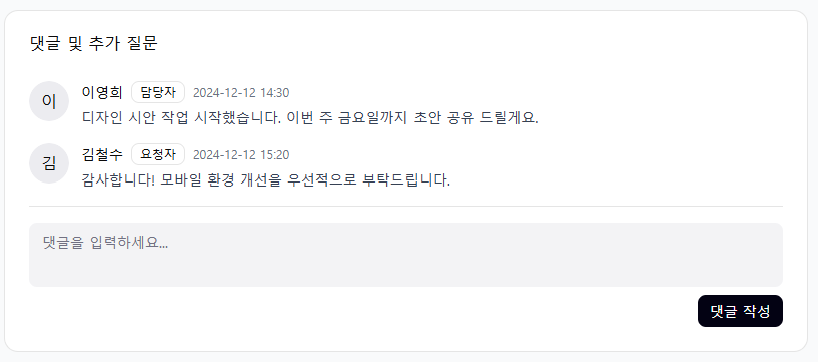 댓글 및 추가 질문
이 이영희 담당자 2024-12-12 14:30
디자인 시안 작업 시작했습니다. 이번 주 금요일까지 초안 공유 드릴게요.
김 김철수 요청자 2024-12-12 15:20
감사합니다! 모바일 환경 개선을 우선적으로 부탁드립니다.
댓글을 입력하세요...
댓글 작성